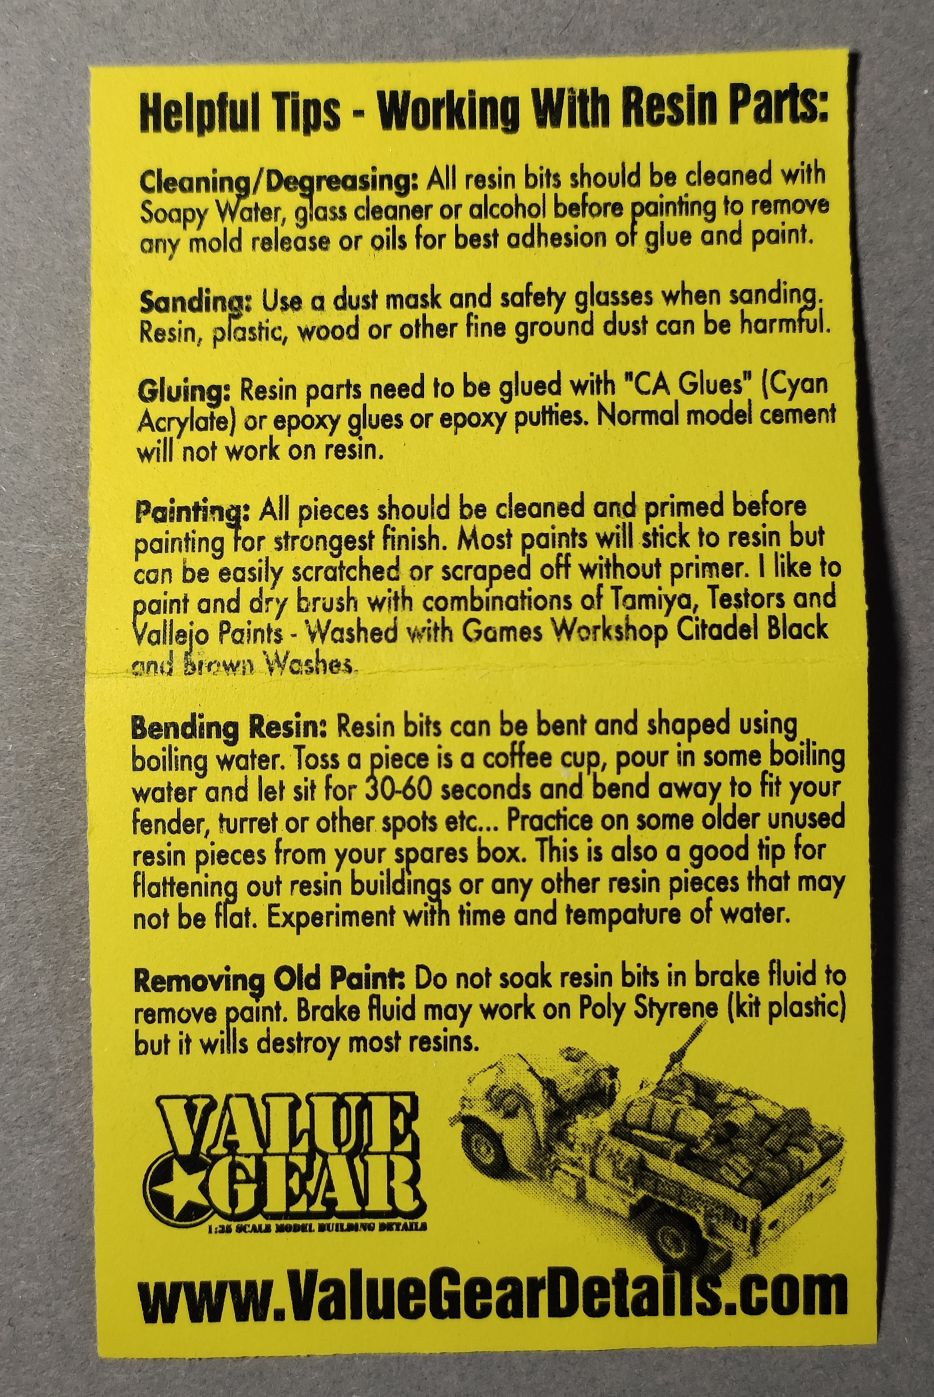 Helpful Tips - Working With Resin Parts:
Cleaning/Degreasing: All resin bits should be cleaned with
Soapy Water, glass cleaner or alcohol before painting to remove
any mold release or oils for best adhesion of glue and paint.
Sanding: Use a dust mask and safety glasses when sanding.
Resin, plastic, wood or other fine ground dust can be harmful.
Gluing: Resin parts need to be glued with "CA Glues" (Cyan
Acrylate) or epoxy glues or epoxy putties. Normal model cement
will not work on resin.
Painting: All pieces should be cleaned and primed before
painting for strongest finish. Most paints will stick to resin but
can be easily scratched or scraped off without primer. I like to
paint and dry brush with combinations of Tamiya, Testors and
Vallejo Paints - Washed with Games Workshop Citadel Black
and Brown Washes.
Bending Resin: Resin bits can be bent and shaped using
boiling water. Toss a piece is a coffee cup, pour in some boiling
water and let sit for 30-60 seconds and bend away to fit your
fender, turret or other spots etc... Practice on some older unused
resin pieces from your spares box. This is also a good tip for
flattening out resin buildings or any other resin pieces that may
not be flat. Experiment with time and tempature of water.
Removing Old Paint: Do not soak resin bits in brake fluid to
remove paint. Brake fluid may work on Poly Styrene (kit plastic)
but it wills destroy most resins.
VALUE
GEAR
1:35 SCALE MODEL BUILDING DETAILS
www.ValueGearDetails.com